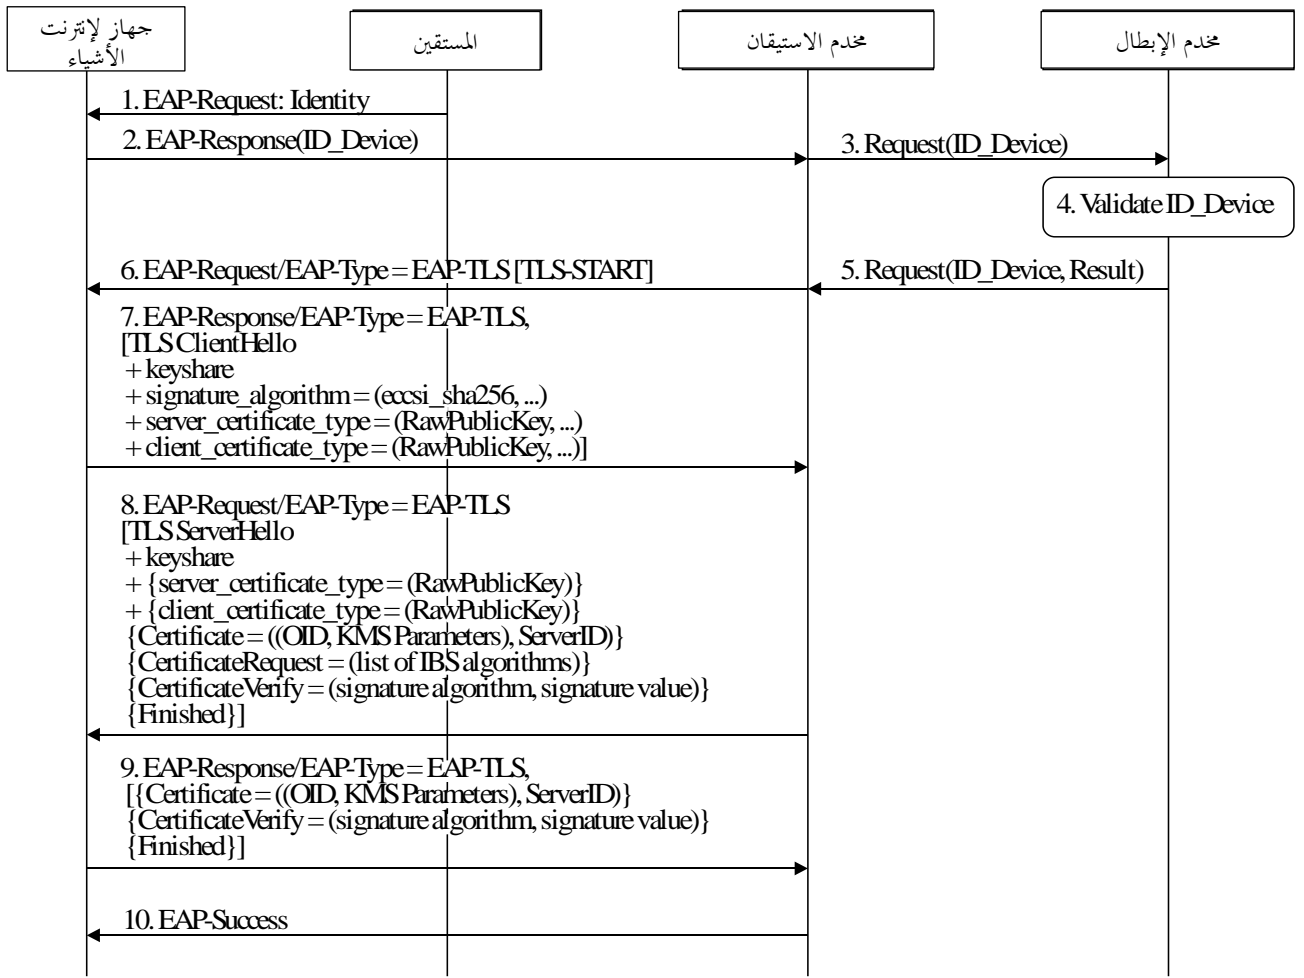 جهاز لإنترنت
الأشياء
المستقين
مخدم الاستيقان
مخدم الإبطال
1. EAP-Request: Identity
2. EAP-Response(ID_Device)
3. Request(ID_Device)
4. Validate ID_Device
5. Request(ID_Device, Result)
6. EAP-Request/EAP-Type = EAP-TLS [TLS-START]
7. EAP-Response/EAP-Type = EAP-TLS,
[TLS ClientHello
+ keyshare
+ signature_algorithm = (eccsi_sha256, ...)
+ server_certificate_type = (RawPublicKey, ...)
+ client_certificate_type = (RawPublicKey, ...)]
8. EAP-Request/EAP-Type = EAP-TLS
[TLS ServerHello
+ keyshare
+ {server_certificate_type = (RawPublicKey)}
+ {client_certificate_type = (RawPublicKey)}
{Certificate = ((OID, KMS Parameters), ServerID)}
{CertificateRequest = (list of IBS algorithms)}
{CertificateVerify = (signature algorithm, signature value)}
{Finished}]
9. EAP-Response/EAP-Type = EAP-TLS,
[{Certificate = ((OID, KMS Parameters), ServerID)}
{CertificateVerify = (signature algorithm, signature value)}
{Finished}]
10. EAP-Success